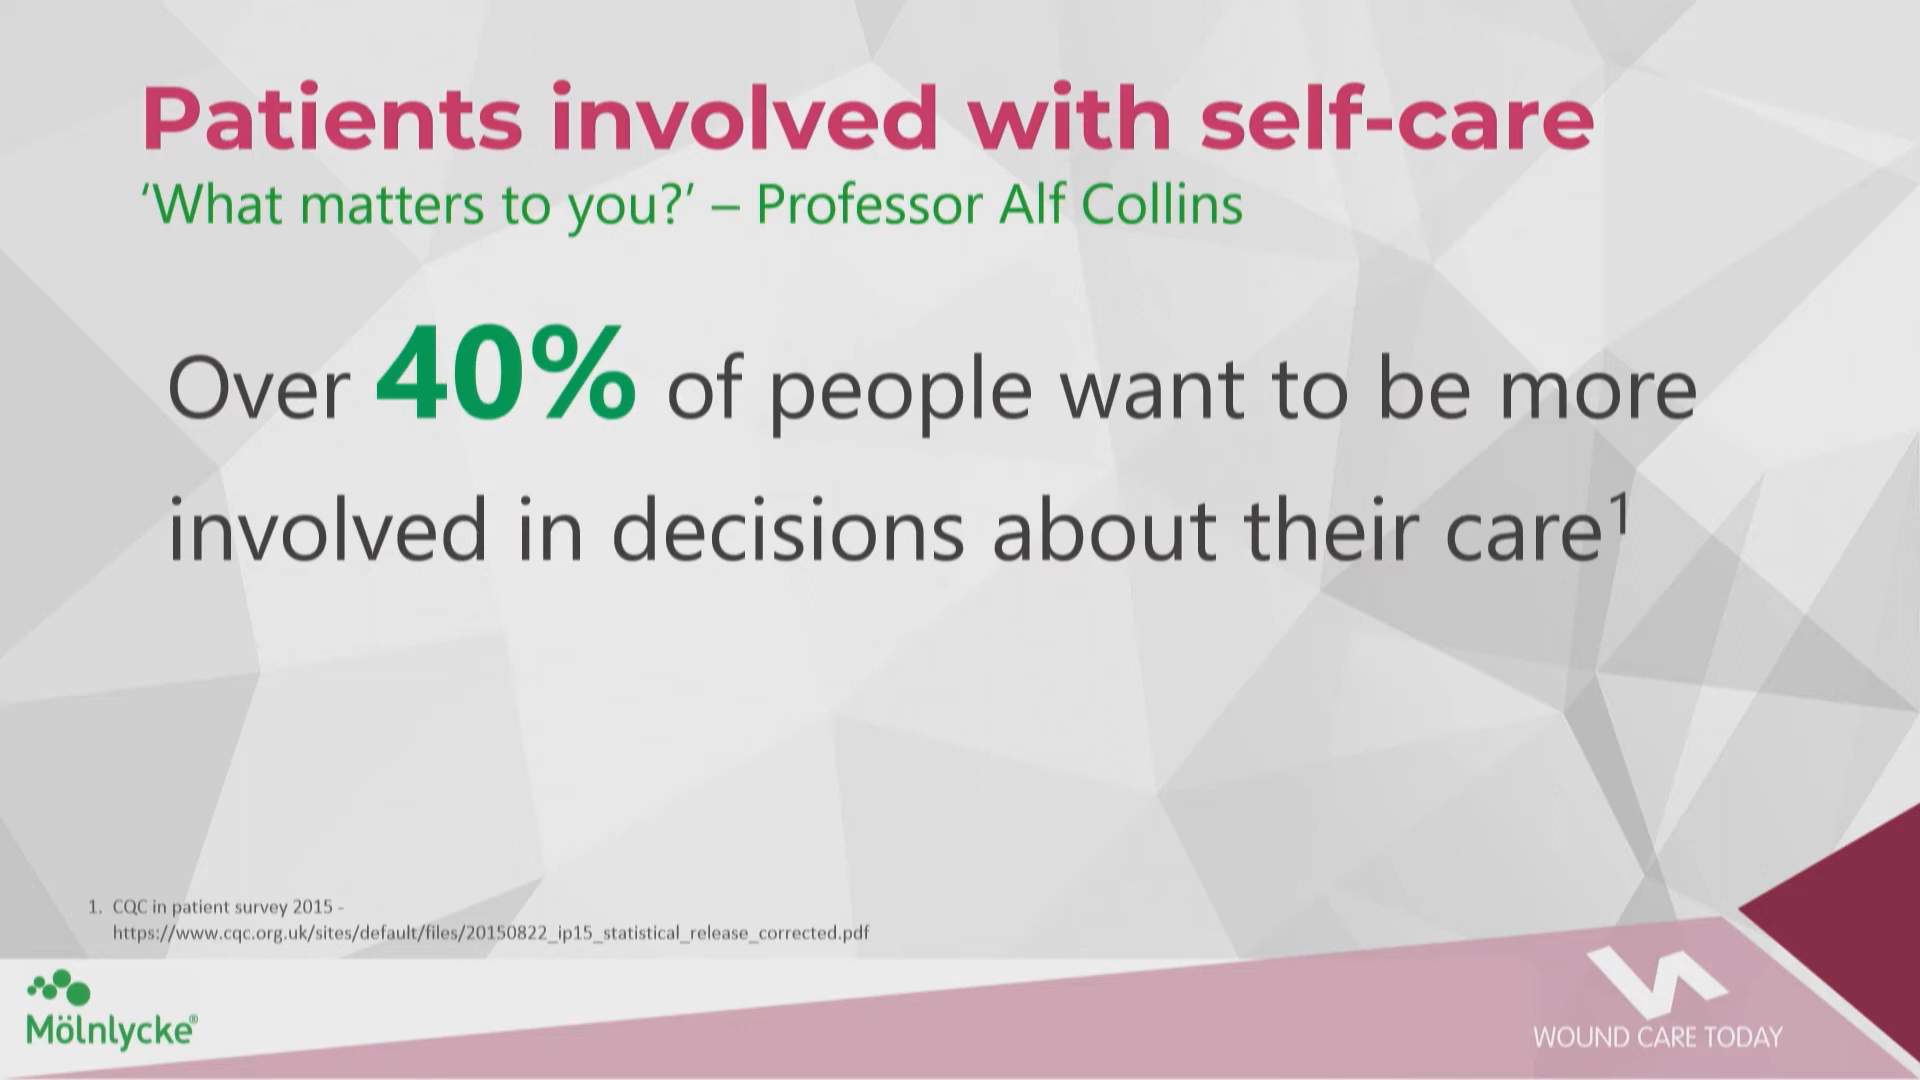 Patients involved with self-care
‘What matters to you?’ – Professor Alf Collins
Over 40% of people want to be more
involved in decisions about their care¹
1. CQC in patient survey 2015 -
https://www.cqc.org.uk/sites/default/files/20150822_ip15_statistical_release_corrected.pdf
Mölnlycke®
WOUND CARE TODAY